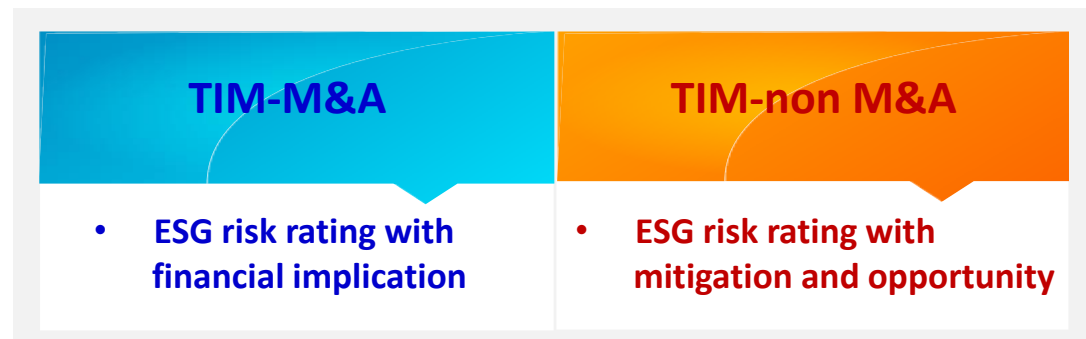 TIM-M&A
• ESG risk rating with
financial implication
TIM-non M&A
• ESG risk rating with
mitigation and opportunity